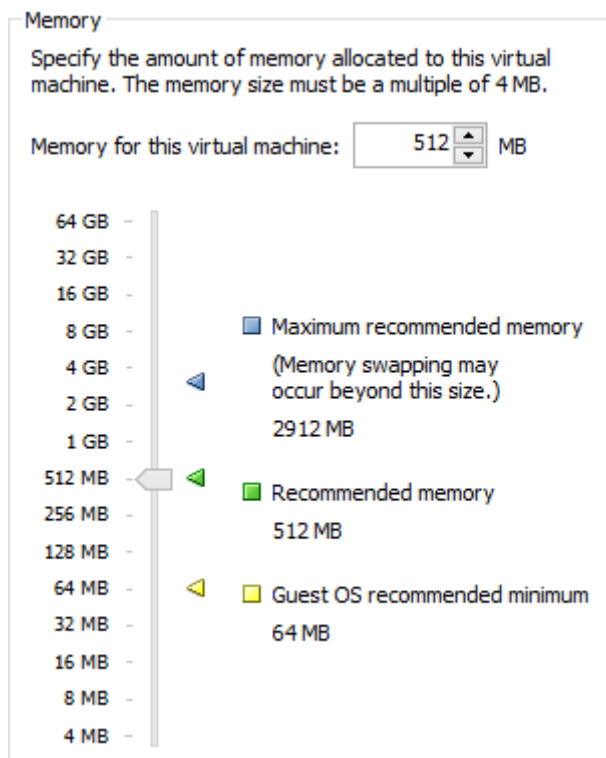 Memory
Specify the amount of memory allocated to this virtual
machine. The memory size must be a multiple of 4 MB.
Memory for this virtual machine: 512 MB
64 GB
32 GB
16 GB
8 GB
4 GB
2 GB
1 GB
512 MB
256 MB
128 MB
64 MB
32 MB
16 MB
8 MB
4 MB
Maximum recommended memory
(Memory swapping may
occur beyond this size.)
2912 MB
Recommended memory
512 MB
Guest OS recommended minimum
64 MB